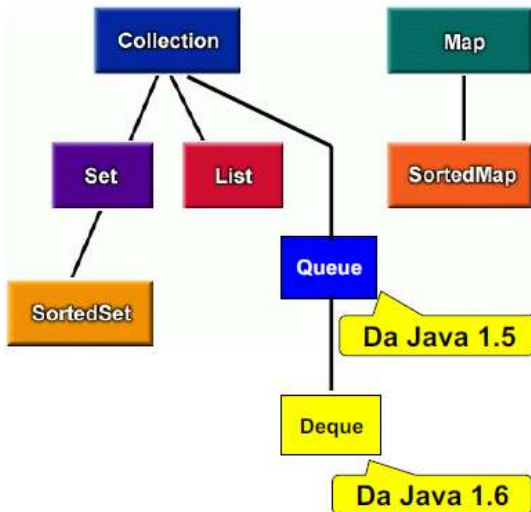 Collection
Map
Set
List
SortedMap
Queue
SortedSet
Da Java 1.5
Deque
Da Java 1.6